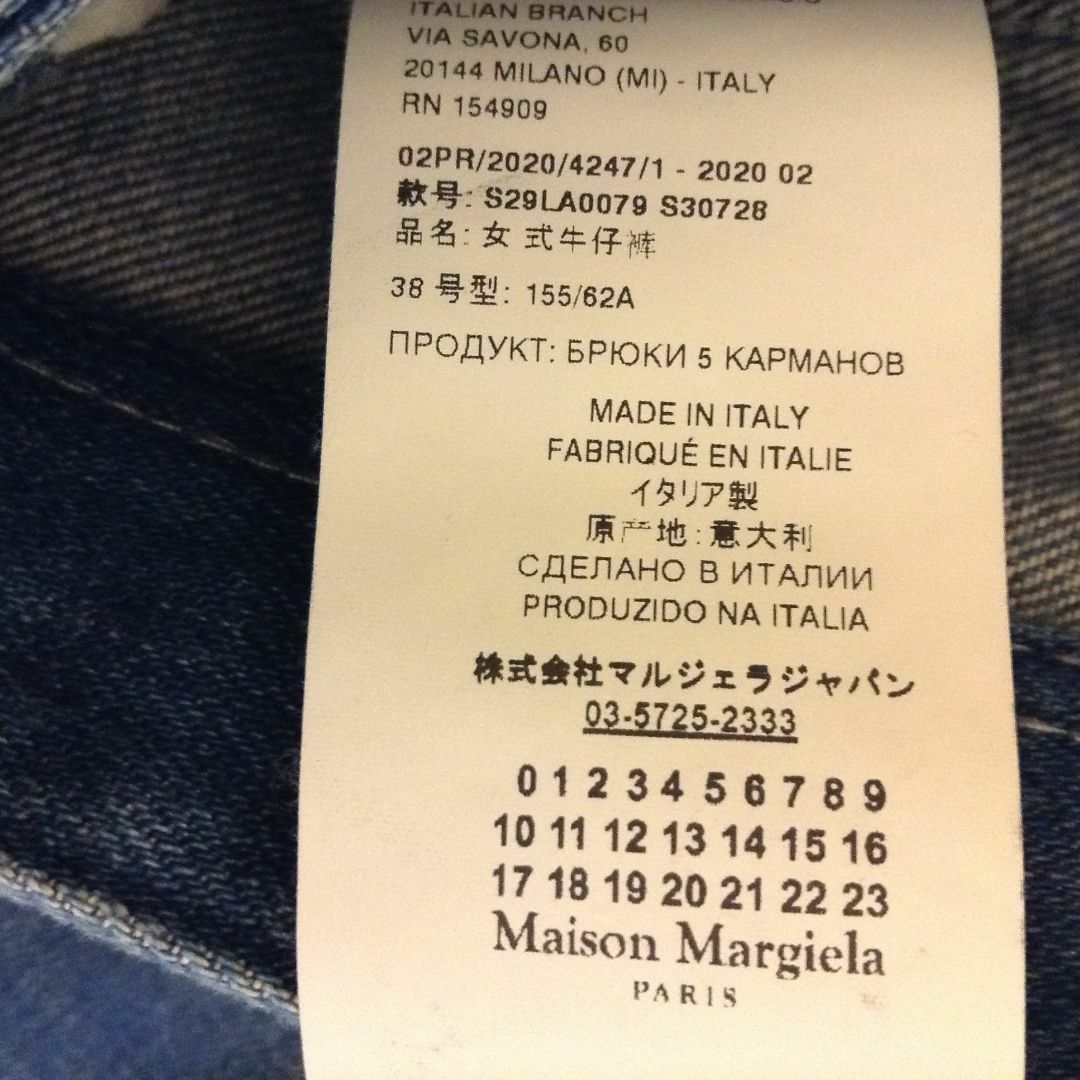 ITALIAN BRANCH
VIA SAVONA, 60
20144 MILANO (MI) - ITALY
RN 154909
02PR/2020/4247/1 - 2020 02
款号: S29LA0079 S30728
品名: 女 式牛仔裤
38 号型: 155/62A
ПРОДУКТ: БРЮКИ 5 КАРМАНОВ
MADE IN ITALY
FABRIQUÉ EN ITALIE
イタリア製
原产地: 意大利
СДЕЛАНО В ИТАЛИИ
PRODUZIDO NA ITALIA
株式会社マルジェラジャパン
03-5725-2333
0 1 2 3 4 5 6 7 8 9
10 11 12 13 14 15 16
17 18 19 20 21 22 23
Maison Margiela
PARIS